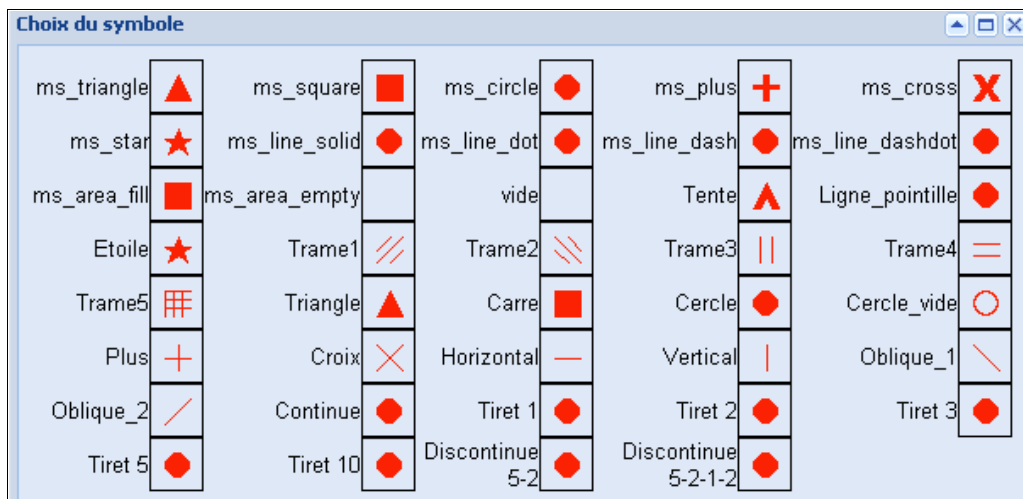 Choix du symbole
ms_triangle ms_square ms_circle ms_plus ms_cross
ms_star ms_line_solid ms_line_dot ms_line_dash ms_line_dashdot
ms_area_fill ms_area_empty vide Tente Ligne_pointille
Etoile Trame1 Trame2 Trame3 Trame4
Trame5 Triangle Carre Cercle Cercle_vide
Plus Croix Horizontal Vertical Oblique_1
Oblique_2 Continue Tiret 1 Tiret 2 Tiret 3
Tiret 5 Tiret 10 Discontinue 5-2 Discontinue 5-2-1-2